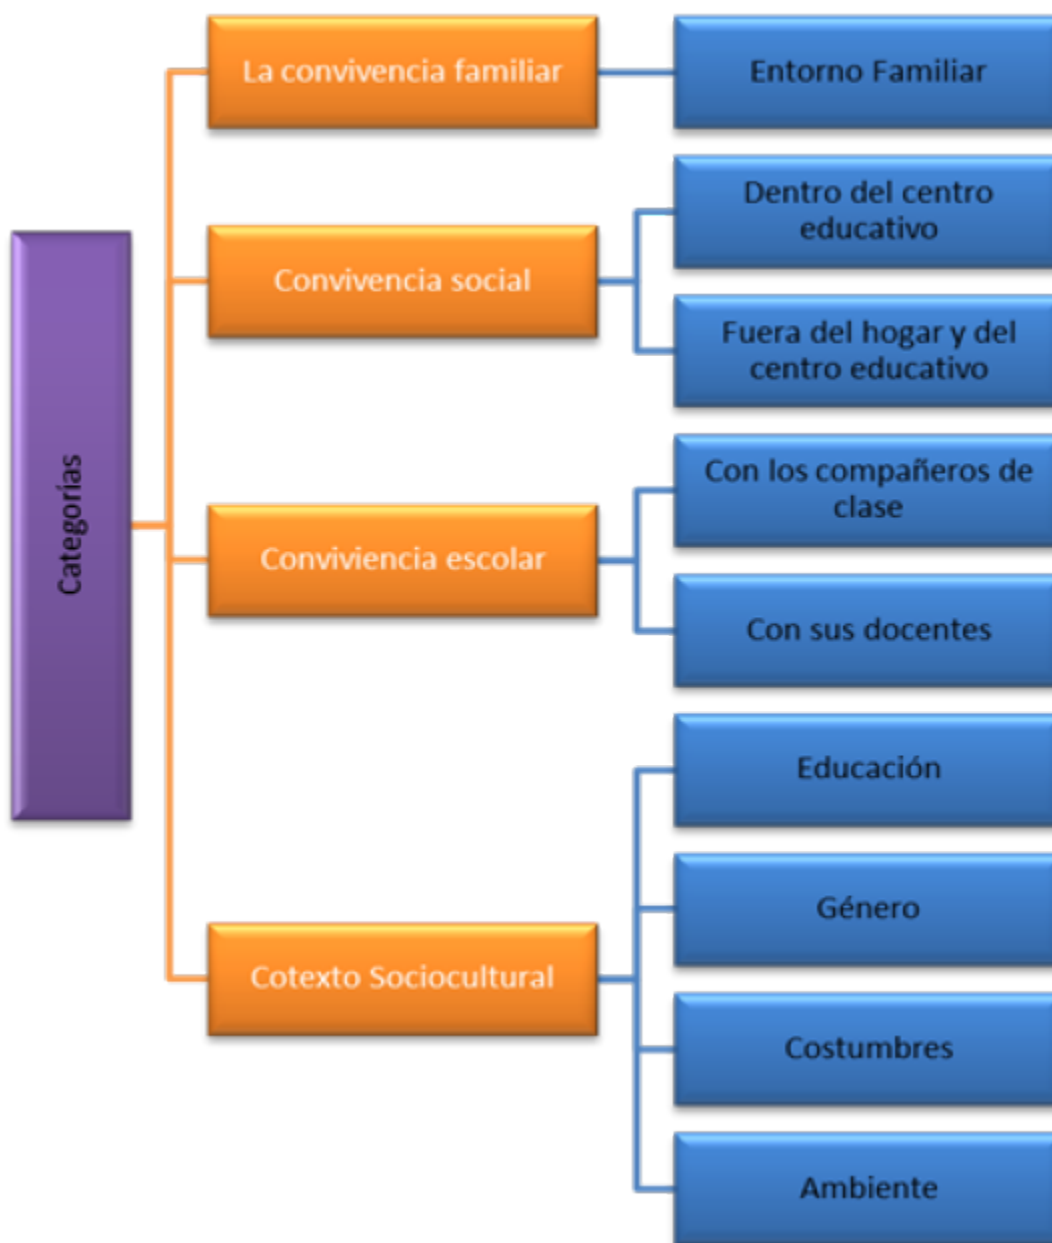 Categorías
La convivencia familiar
Entorno Familiar
Convivencia social
Dentro del centro
educativo
Fuera del hogar y del
centro educativo
Conviviencia escolar
Con los compañeros de
clase
Con sus docentes
Cotexto Sociocultural
Educación
Género
Costumbres
Ambiente